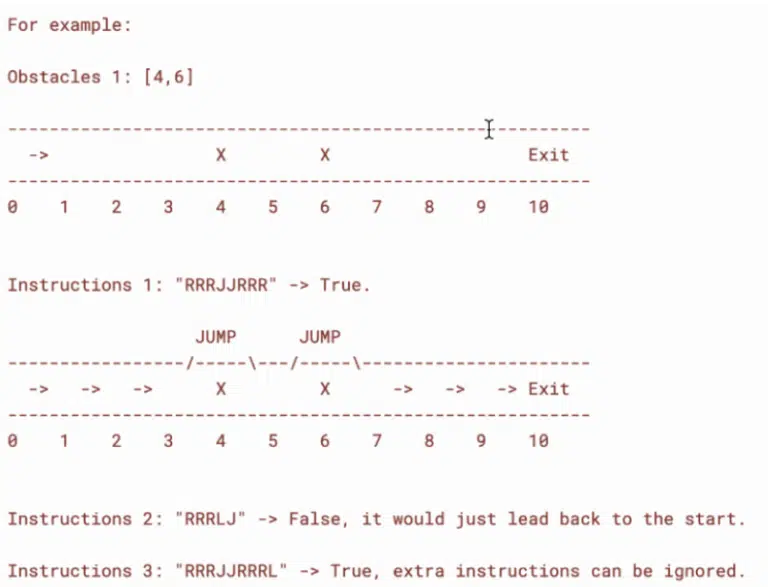 For example:
Obstacles 1: [4,6]
--------------------------------------------------------
  ->                X         X                   Exit
--------------------------------------------------------
0    1    2    3    4    5    6    7    8    9    10
Instructions 1: "RRRJJRRR" -> True.
                  JUMP      JUMP
-----------------/-----\---/-----\----------------------
  ->   ->   ->      X         X      ->   ->   -> Exit
--------------------------------------------------------
0    1    2    3    4    5    6    7    8    9    10
Instructions 2: "RRRLJ" -> False, it would just lead back to the start.
Instructions 3: "RRRJJRRRL" -> True, extra instructions can be ignored.